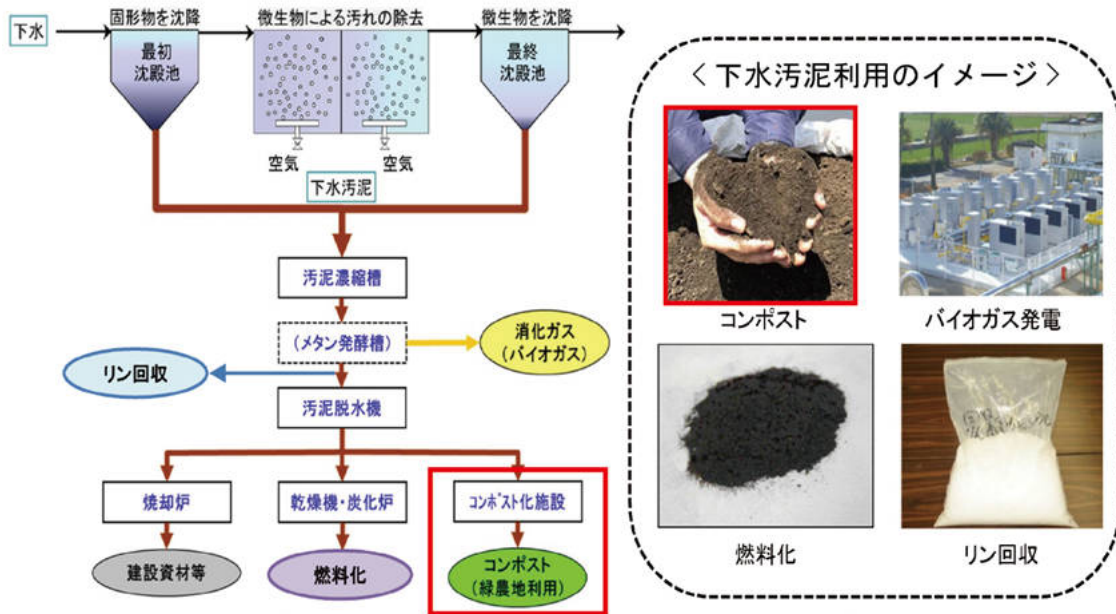 固形物を沈降
微生物による汚れの除去
微生物を沈降
下水
最初
沈殿池
最終
沈殿池
空気
空気
下水汚泥
汚泥濃縮槽
(メタン発酵槽)
消化ガス
(バイオガス)
リン回収
汚泥脱水機
焼却炉
乾燥機・炭化炉
コンポスト化施設
建設資材等
燃料化
コンポスト
(緑農地利用)
<下水汚泥利用のイメージ>
コンポスト
バイオガス発電
燃料化
リン回収